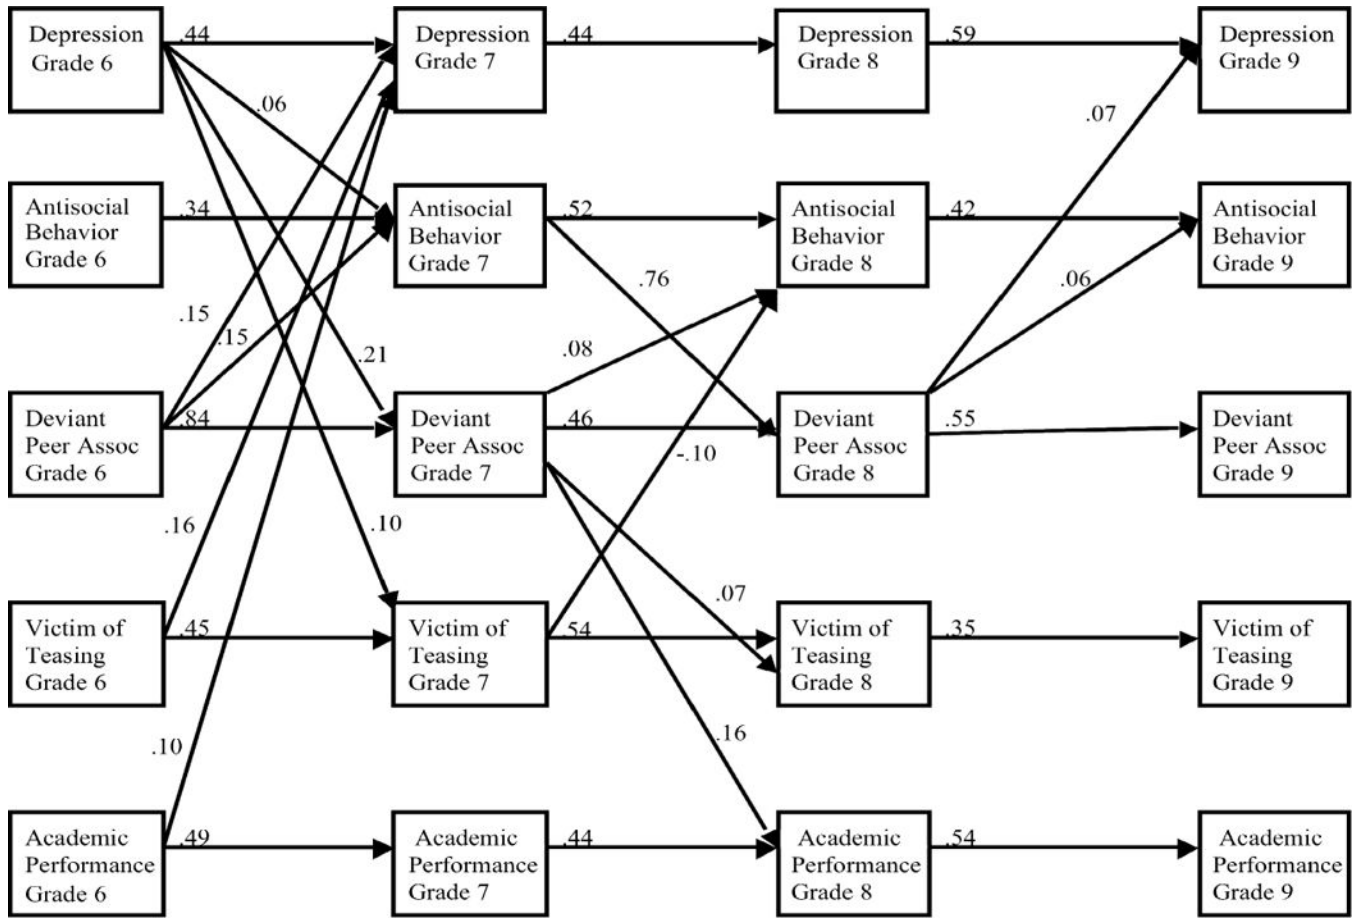 Depression
Grade 6
.44
Depression
Grade 7
.44
Depression
Grade 8
.59
Depression
Grade 9
.06
.07
Antisocial
Behavior
Grade 6
.34
Antisocial
Behavior
Grade 7
.52
Antisocial
Behavior
Grade 8
.42
Antisocial
Behavior
Grade 9
.76
.06
.15
.15
.21
.08
Deviant
Peer Assoc
Grade 6
.84
Deviant
Peer Assoc
Grade 7
.46
-.10
Deviant
Peer Assoc
Grade 8
.55
Deviant
Peer Assoc
Grade 9
.16
.10
.07
Victim of
Teasing
Grade 6
.45
Victim of
Teasing
Grade 7
.54
Victim of
Teasing
Grade 8
.35
Victim of
Teasing
Grade 9
.10
.16
Academic
Performance
Grade 6
.49
Academic
Performance
Grade 7
.44
Academic
Performance
Grade 8
.54
Academic
Performance
Grade 9